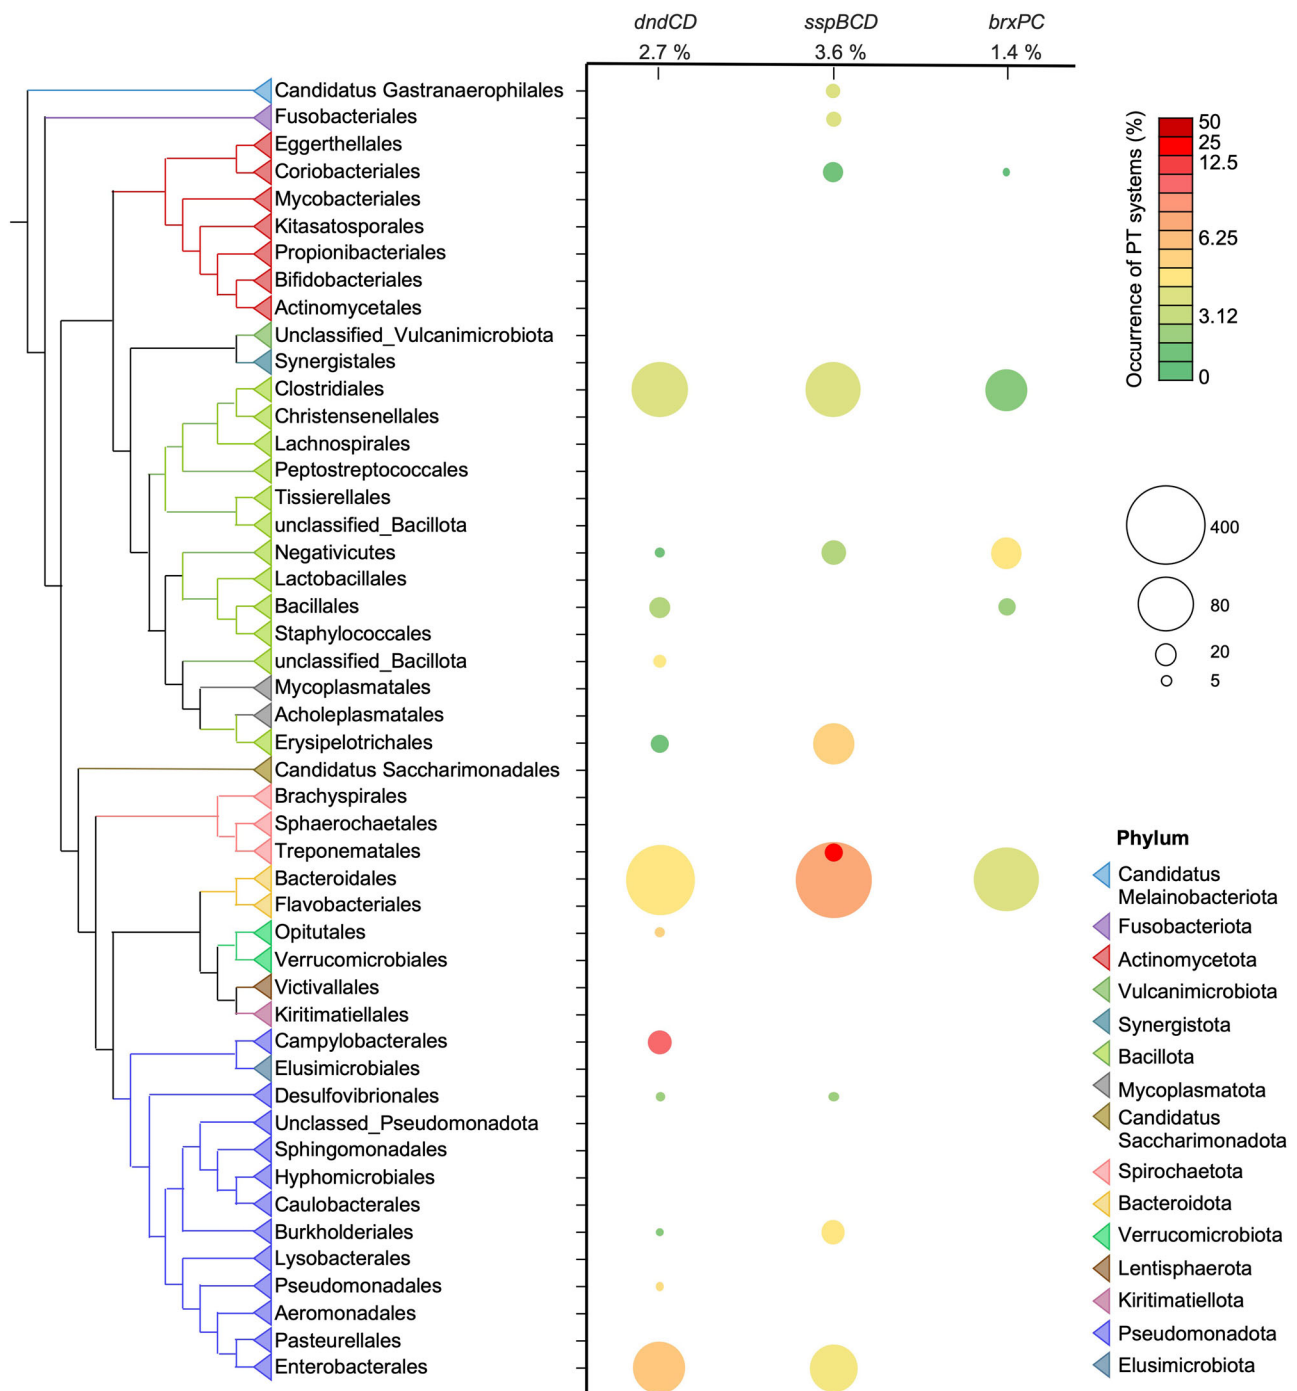 dndCD sspBCD brxPC
2.7 % 3.6 % 1.4 %
Candidatus Gastranaerophilales
Fusobacteriales
Eggerthellales
Coriobacteriales
Mycobacteriales
Kitasatosporales
Propionibacteriales
Bifidobacteriales
Actinomycetales
Unclassified_Vulcanimicrobiota
Synergistales
Clostridiales
Christensenellales
Lachnospirales
Peptostreptococcales
Tissierellales
unclassified_Bacillota
Negativicutes
Lactobacillales
Bacillales
Staphylococcales
unclassified_Bacillota
Mycoplasmatales
Acholeplasmatales
Erysipelotrichales
Candidatus Saccharimonadales
Brachyspirales
Sphaerochaetales
Treponematales
Bacteroidales
Flavobacteriales
Opitutales
Verrucomicrobiales
Victivallales
Kiritimatiellales
Campylobacterales
Elusimicrobiales
Desulfovibrionales
Unclassed_Pseudomonadota
Sphingomonadales
Hyphomicrobiales
Caulobacterales
Burkholderiales
Lysobacterales
Pseudomonadales
Aeromonadales
Pasteurellales
Enterobacterales
Occurrence of PT systems (%)
50
25
12.5
6.25
3.12
0
400
80
20
5
Phylum
Candidatus
Melainobacteriota
Fusobacteriota
Actinomycetota
Vulcanimicrobiota
Synergistota
Bacillota
Mycoplasmatota
Candidatus
Saccharimonadota
Spirochaetota
Bacteroidota
Verrucomicrobiota
Lentisphaerota
Kiritimatiellota
Pseudomonadota
Elusimicrobiota